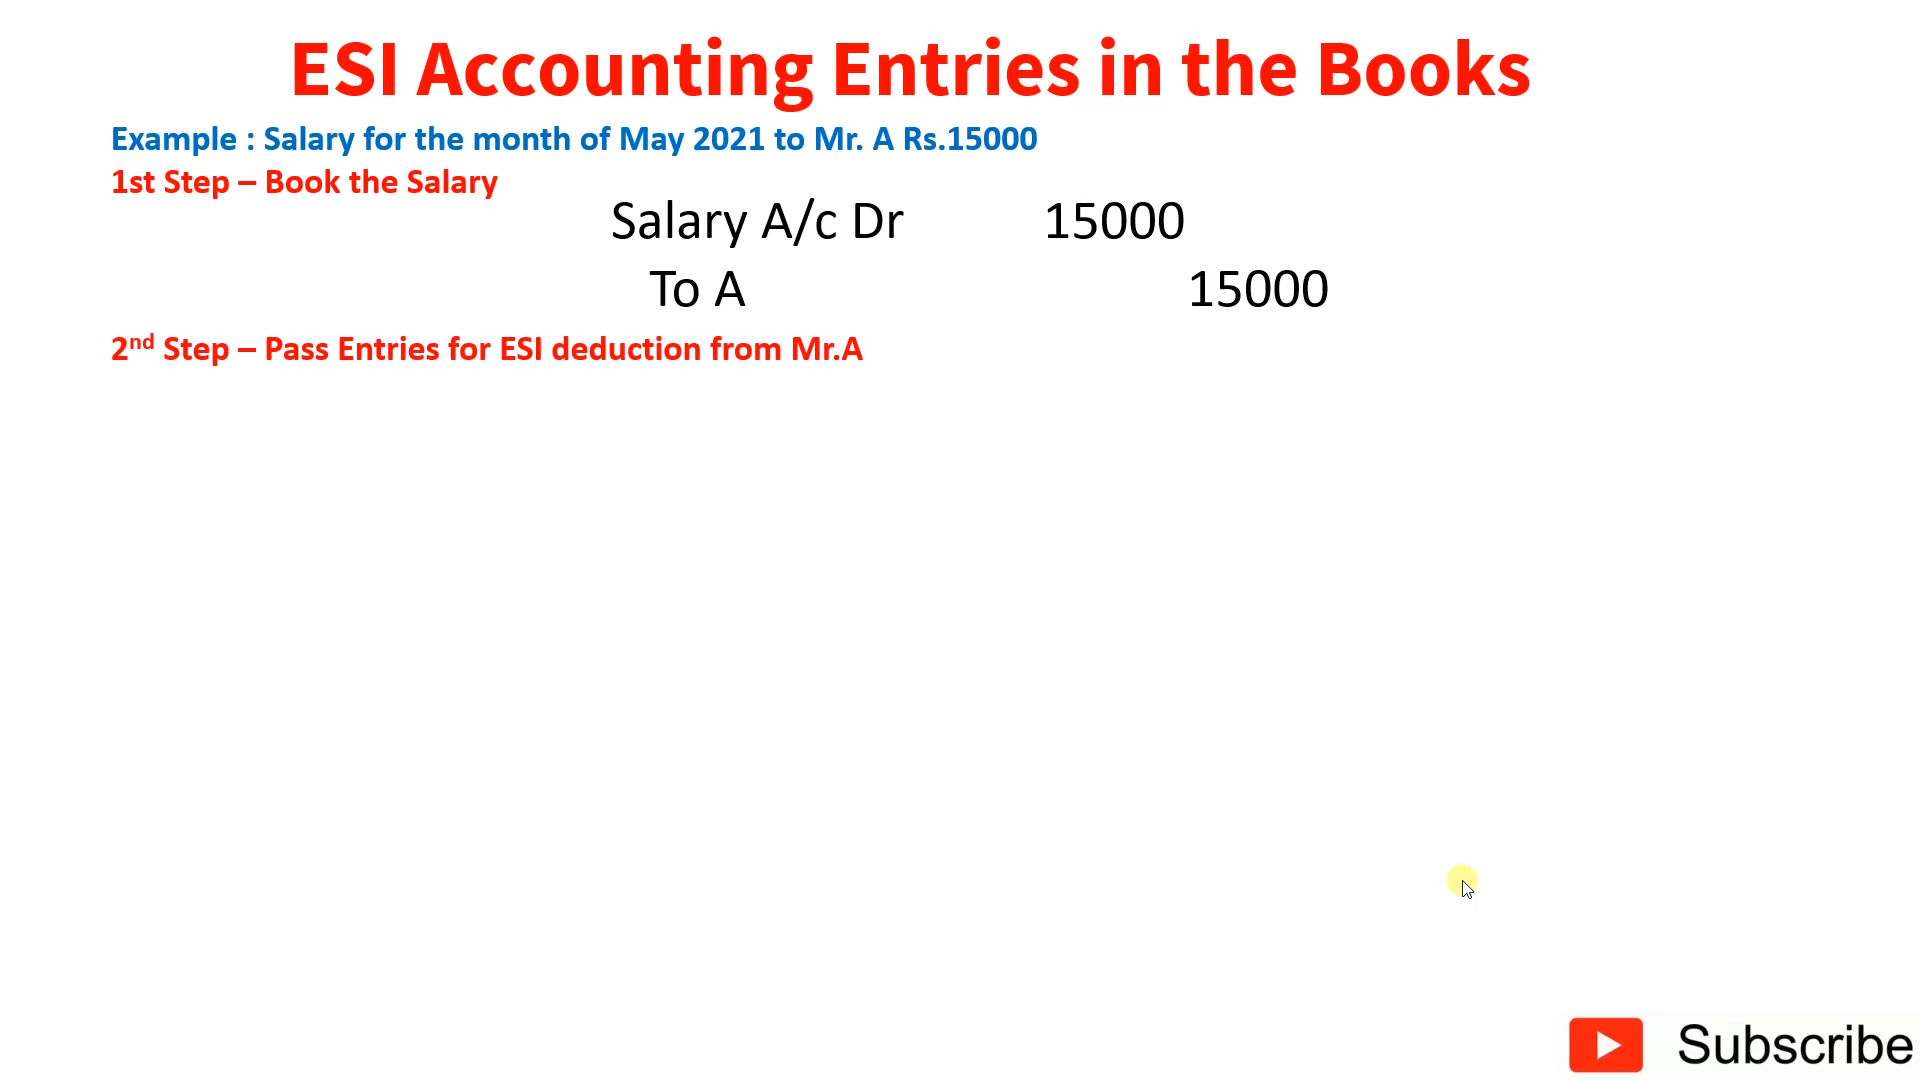 ESI Accounting Entries in the Books
Example : Salary for the month of May 2021 to Mr. A Rs.15000
1st Step – Book the Salary
Salary A/c Dr 15000
To A 15000
2nd Step – Pass Entries for ESI deduction from Mr.A
Subscribe